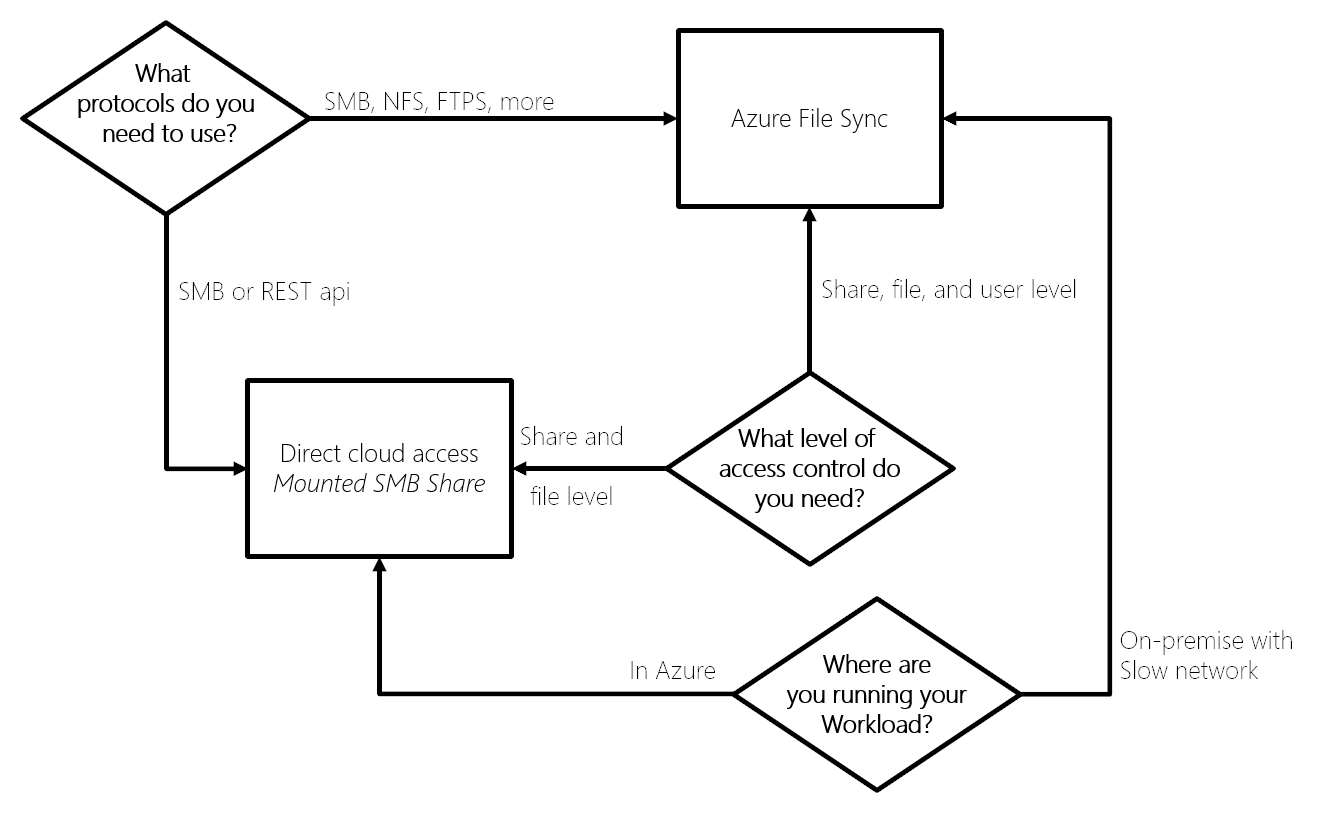 What
protocols do you
need to use?
SMB, NFS, FTPS, more
Azure File Sync
SMB or REST api
Share, file, and user level
Direct cloud access
Mounted SMB Share
Share and
file level
What level of
access control do
you need?
In Azure
Where are
you running your
Workload?
On-premise with
Slow network